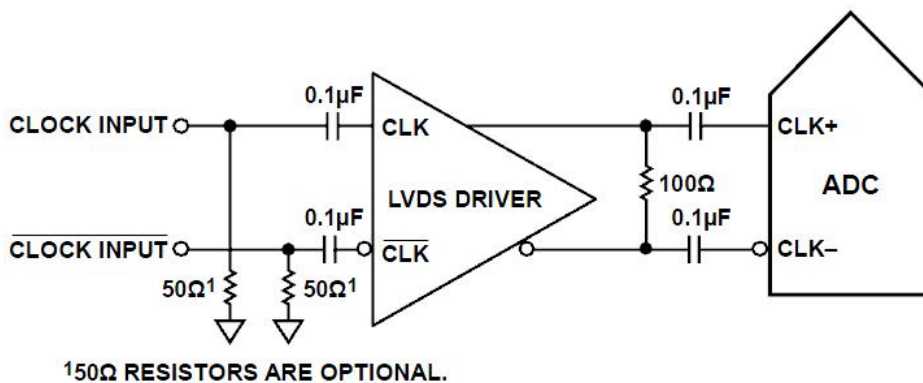 0.1µF
0.1µF
CLOCK INPUT
CLK
CLK+
LVDS DRIVER
100Ω
ADC
0.1µF
0.1µF
CLOCK INPUT
CLK
CLK–
50Ω¹
50Ω¹
¹50Ω RESISTORS ARE OPTIONAL.